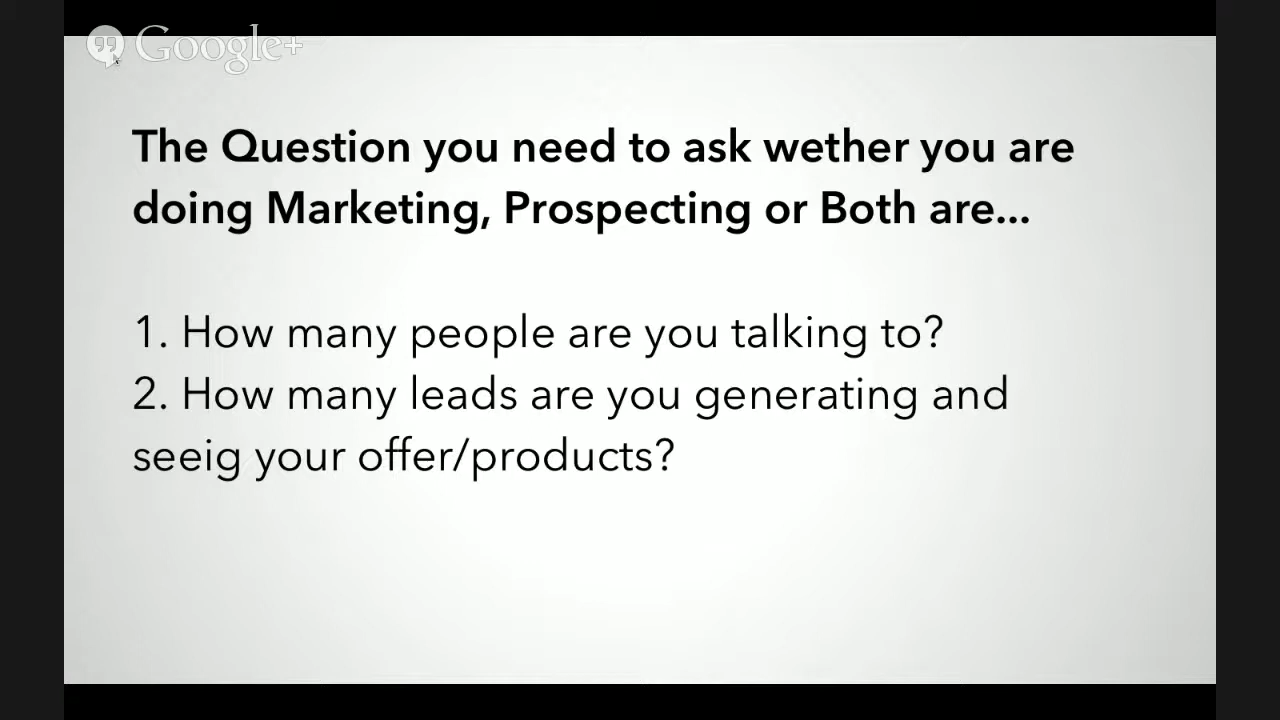 Google+
The Question you need to ask wether you are
doing Marketing, Prospecting or Both are...
1. How many people are you talking to?
2. How many leads are you generating and
seeig your offer/products?